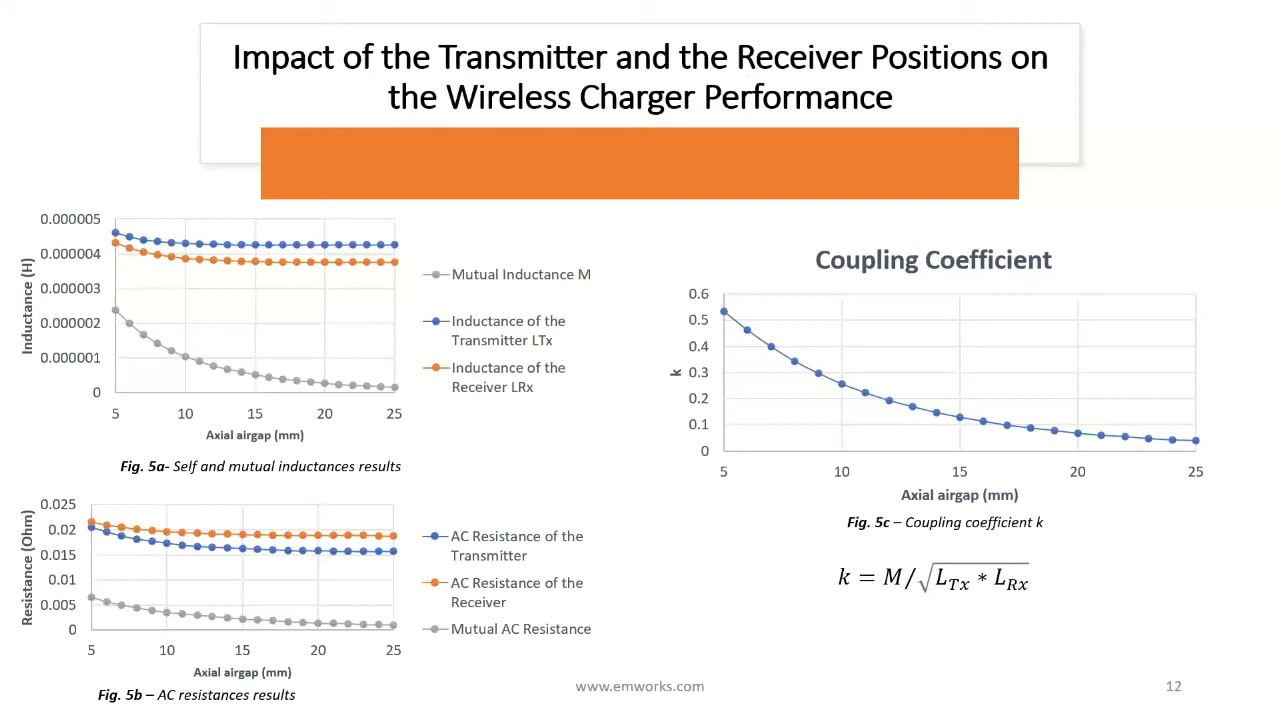 Impact of the Transmitter and the Receiver Positions on
the Wireless Charger Performance
0.000005
0.000004
0.000003
0.000002
0.000001
0
Inductance (H)
5 10 15 20 25
Axial airgap (mm)
Mutual Inductance M
Inductance of the
Transmitter LTx
Inductance of the
Receiver LRx
Fig. 5a- Self and mutual inductances results
0.025
0.02
0.015
0.01
0.005
0
Resistance (Ohm)
5 10 15 20 25
Axial airgap (mm)
AC Resistance of the
Transmitter
AC Resistance of the
Receiver
Mutual AC Resistance
Fig. 5b – AC resistances results
Coupling Coefficient
0.6
0.5
0.4
0.3
0.2
0.1
0
k
5 10 15 20 25
Axial airgap (mm)
Fig. 5c – Coupling coefficient k
k = M/√L_Tx * L_Rx
www.emworks.com
12